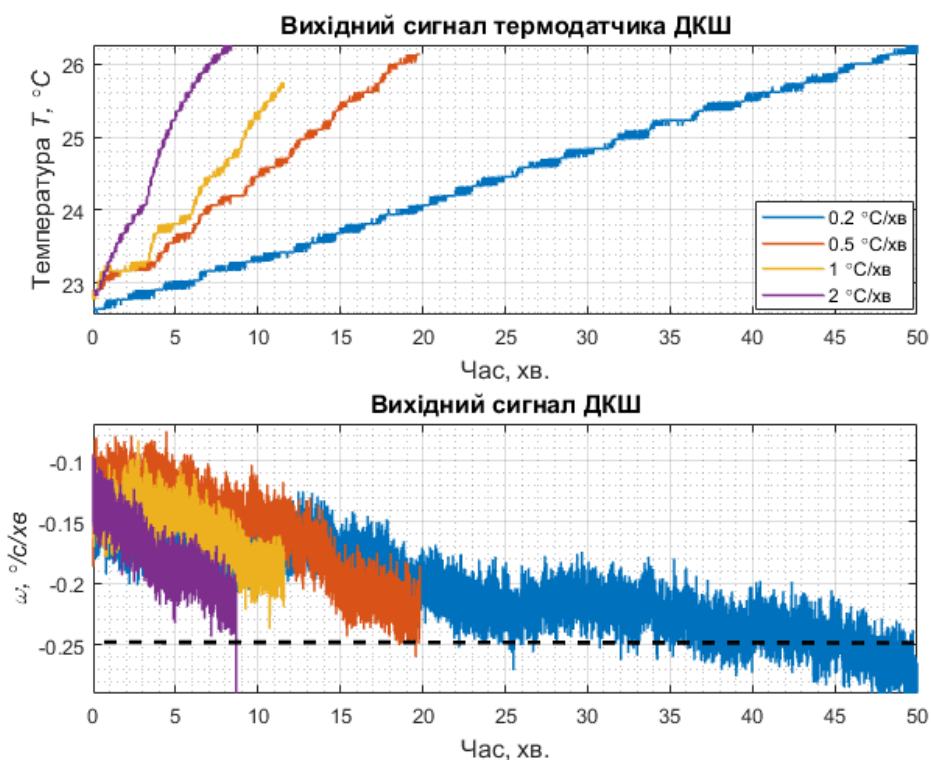 Вихідний сигнал термодатчика ДКШ
Температура T, °C
26
25
24
23
0.2 °C/хв
0.5 °C/хв
1 °C/хв
2 °C/хв
0 5 10 15 20 25 30 35 40 45 50
Час, хв.
Вихідний сигнал ДКШ
ω, °/с/хв
-0.1
-0.15
-0.2
-0.25
0 5 10 15 20 25 30 35 40 45 50
Час, хв.